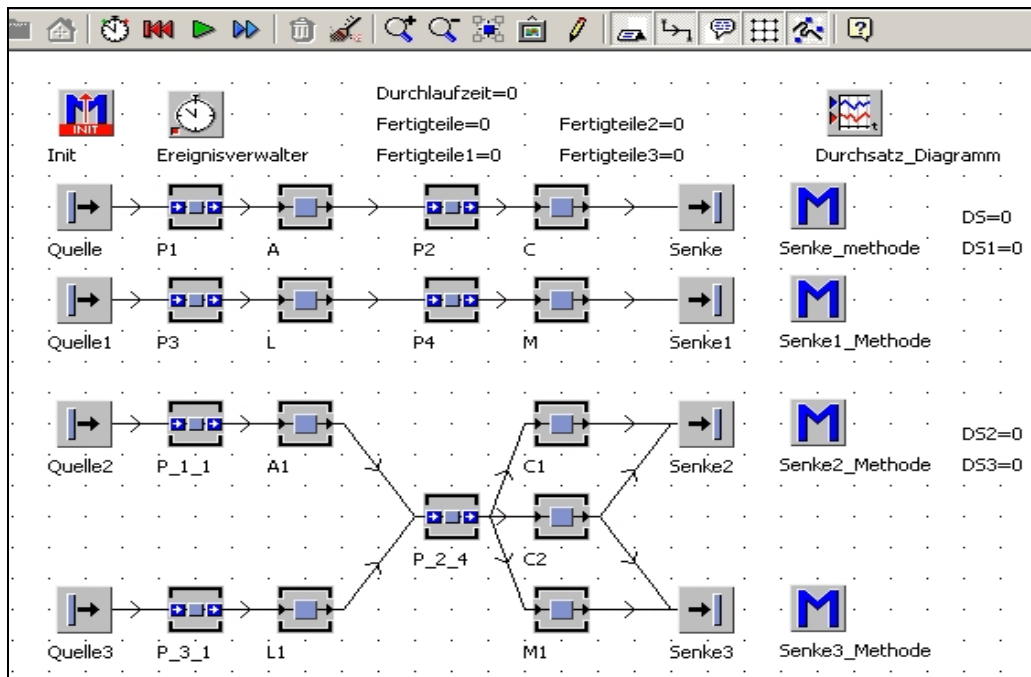 INIT
Durchlaufzeit=0
Fertigteile=0 Fertigteile2=0
Init Ereignisverwalter Fertigteile1=0 Fertigteile3=0 Durchsatz_Diagramm
DS=0
Quelle P1 A P2 C Senke Senke_methode DS1=0
Quelle1 P3 L P4 M Senke1 Senke1_Methode
DS2=0
Quelle2 P_1_1 A1 C1 Senke2 Senke2_Methode DS3=0
P_2_4 C2
Quelle3 P_3_1 L1 M1 Senke3 Senke3_Methode